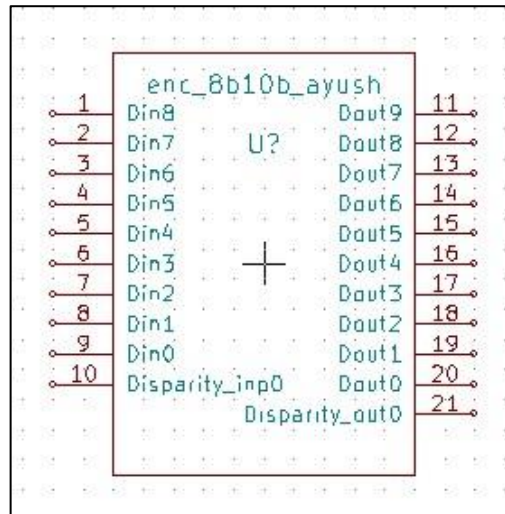 enc_8b10b_ayush
U?
1 Din8 Dout9 11
2 Din7 Dout8 12
3 Din6 Dout7 13
4 Din5 Dout6 14
5 Din4 Dout5 15
6 Din3 Dout4 16
7 Din2 Dout3 17
8 Din1 Dout2 18
9 Din0 Dout1 19
10 Disparity_inp0 Dout0 20
Disparity_out0 21